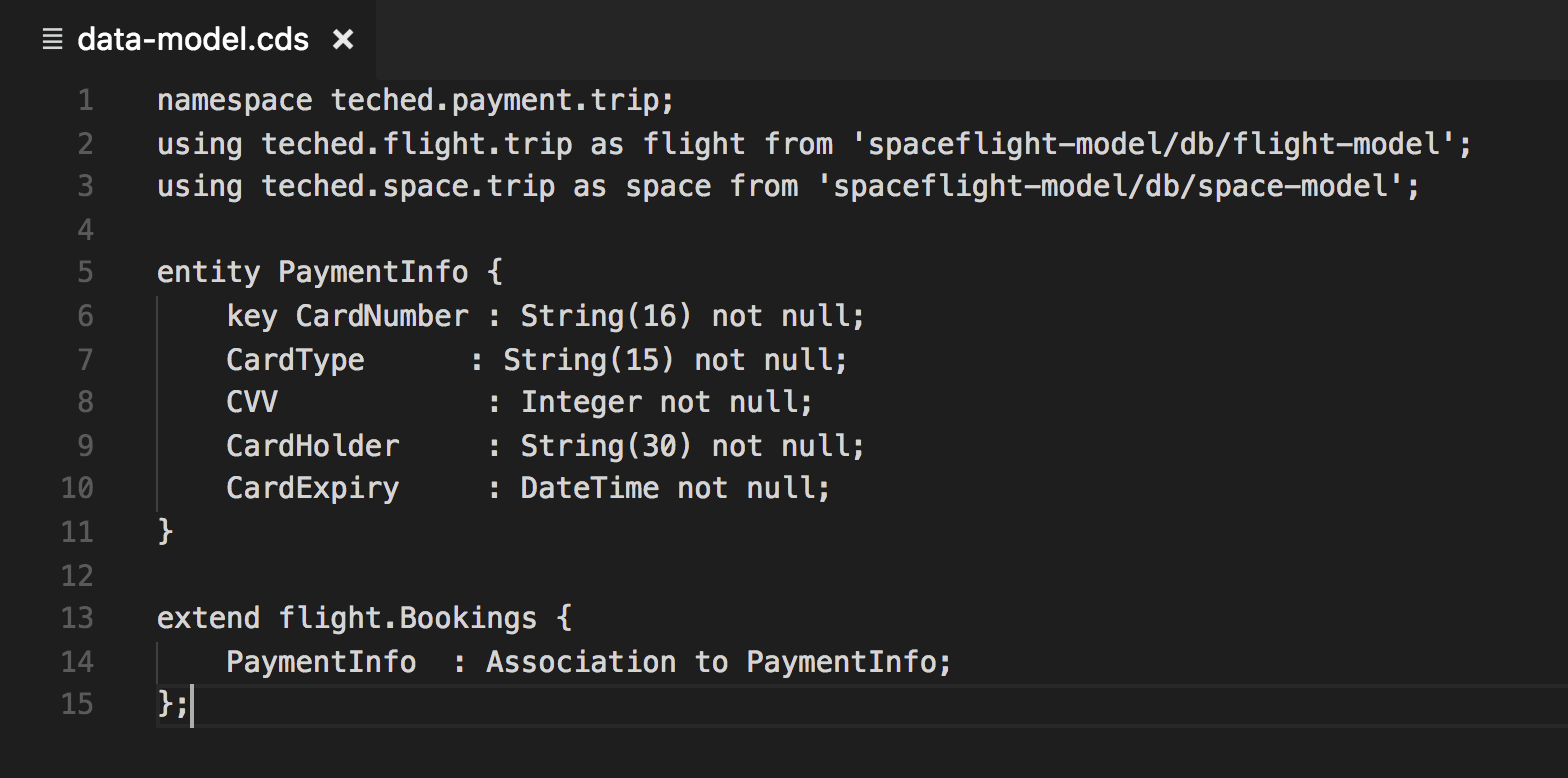 data-model.cds
1 namespace teched.payment.trip;
2 using teched.flight.trip as flight from 'spaceflight-model/db/flight-model';
3 using teched.space.trip as space from 'spaceflight-model/db/space-model';
4
5 entity PaymentInfo {
6     key CardNumber : String(16) not null;
7     CardType      : String(15) not null;
8     CVV            : Integer not null;
9     CardHolder     : String(30) not null;
10     CardExpiry     : DateTime not null;
11 }
12
13 extend flight.Bookings {
14     PaymentInfo  : Association to PaymentInfo;
15 };